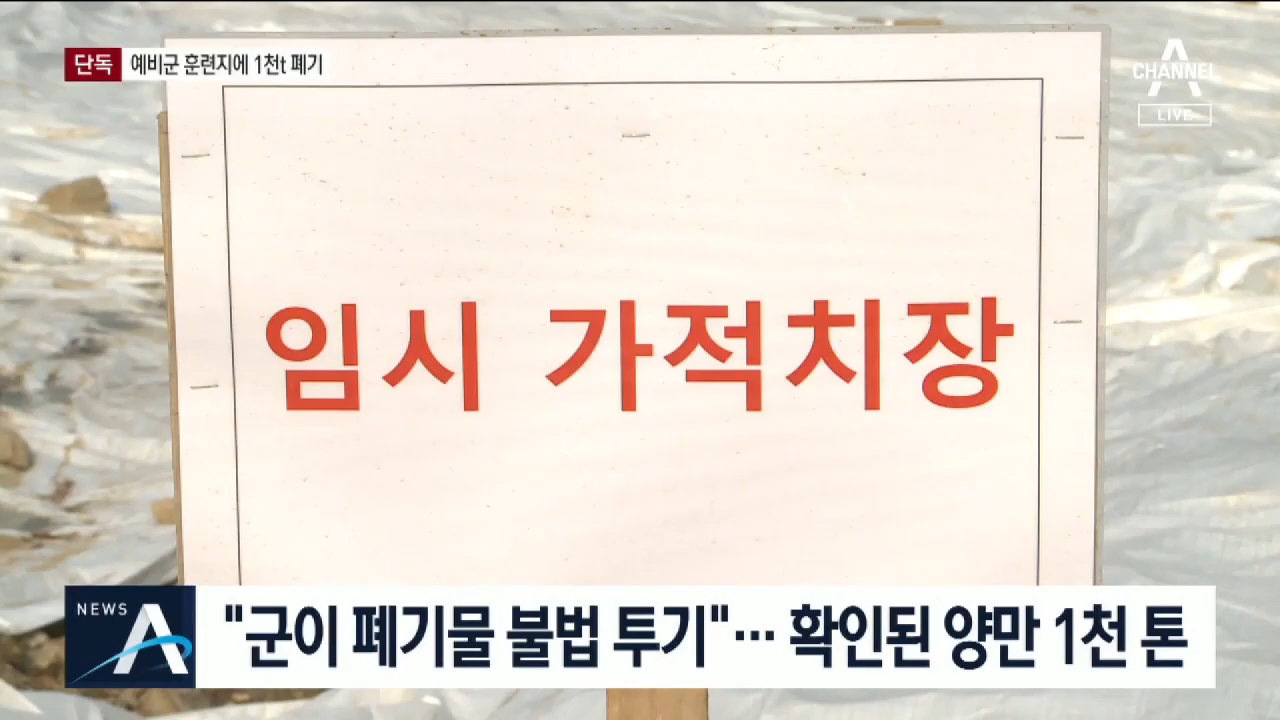 단독 예비군 훈련지에 1천t 폐기
CHANNEL A
LIVE
임시 가적치장
NEWS A
"군이 폐기물 불법 투기"… 확인된 양만 1천 톤